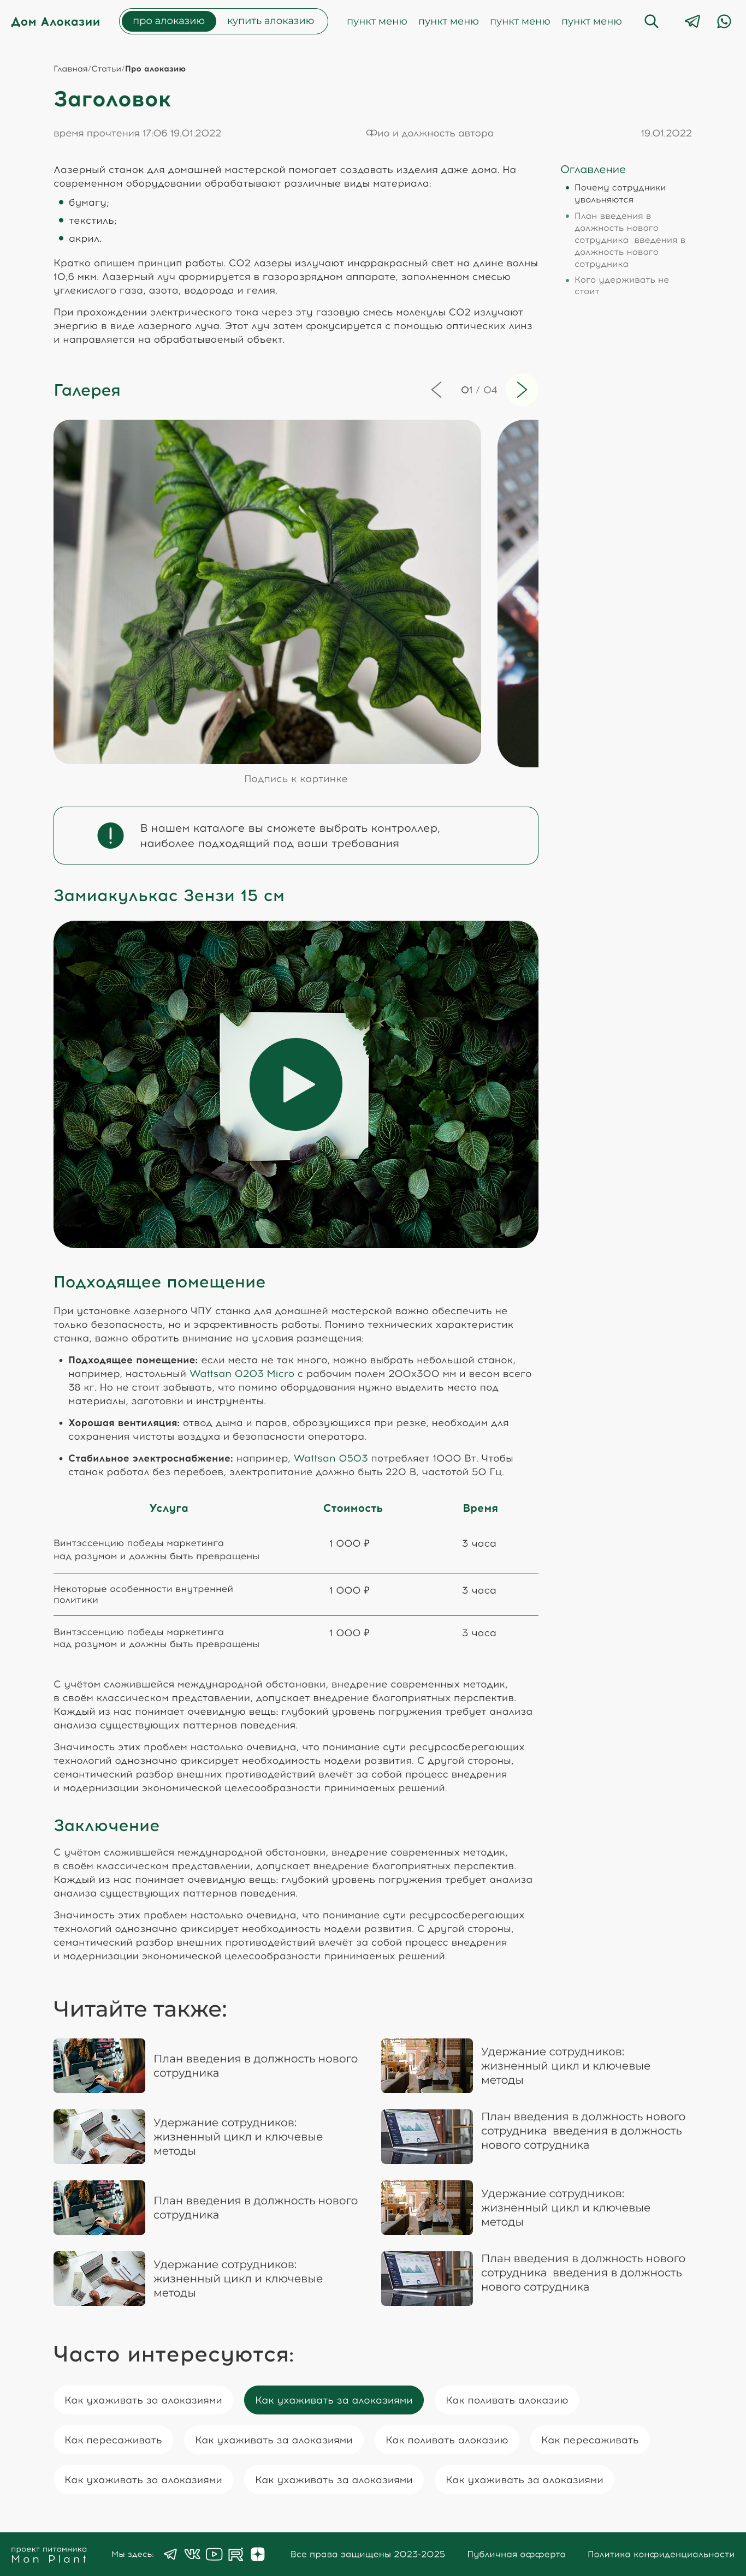 Дом Алоказии
про алоказию
купить алоказию
пункт меню
пункт меню
пункт меню
пункт меню
Главная/Статьи/Про алоказию
Заголовок
время прочтения 17:06 19.01.2022
Фио и должность автора
19.01.2022
Лазерный станок для домашней мастерской помогает создавать изделия даже дома. На
современном оборудовании обрабатывают различные виды материала:
бумагу;
текстиль;
акрил.
Кратко опишем принцип работы. СО2 лазеры излучают инфракрасный свет на длине волны
10,6 мкм. Лазерный луч формируется в газоразрядном аппарате, заполненном смесью
углекислого газа, азота, водорода и гелия.
При прохождении электрического тока через эту газовую смесь молекулы СО2 излучают
энергию в виде лазерного луча. Этот луч затем фокусируется с помощью оптических линз
и направляется на обрабатываемый объект.
Оглавление
Почему сотрудники
увольняются
План введения в
должность нового
сотрудника введения в
должность нового
сотрудника
Кого удерживать не
стоит
Галерея
01 / 04
Подпись к картинке
В нашем каталоге вы сможете выбрать контроллер,
наиболее подходящий под ваши требования
Замиакулькас Зензи 15 см
Подходящее помещение
При установке лазерного ЧПУ станка для домашней мастерской важно обеспечить не
только безопасность, но и эффективность работы. Помимо технических характеристик
станка, важно обратить внимание на условия размещения:
Подходящее помещение: если места не так много, можно выбрать небольшой станок,
например, настольный Wattsan 0203 Micro с рабочим полем 200х300 мм и весом всего
38 кг. Но не стоит забывать, что помимо оборудования нужно выделить место под
материалы, заготовки и инструменты.
Хорошая вентиляция: отвод дыма и паров, образующихся при резке, необходим для
сохранения чистоты воздуха и безопасности оператора.
Стабильное электроснабжение: например, Wattsan 0503 потребляет 1000 Вт. Чтобы
станок работал без перебоев, электропитание должно быть 220 В, частотой 50 Гц.
Услуга
Стоимость
Время
Винтэссенцию победы маркетинга
над разумом и должны быть превращены
1 000 ₽
3 часа
Некоторые особенности внутренней
политики
1 000 ₽
3 часа
Винтэссенцию победы маркетинга
над разумом и должны быть превращены
1 000 ₽
3 часа
С учётом сложившейся международной обстановки, внедрение современных методик,
в своём классическом представлении, допускает внедрение благоприятных перспектив.
Каждый из нас понимает очевидную вещь: глубокий уровень погружения требует анализа
анализа существующих паттернов поведения.
Значимость этих проблем настолько очевидна, что понимание сути ресурсосберегающих
технологий однозначно фиксирует необходимость модели развития. С другой стороны,
семантический разбор внешних противодействий влечёт за собой процесс внедрения
и модернизации экономической целесообразности принимаемых решений.
Заключение
С учётом сложившейся международной обстановки, внедрение современных методик,
в своём классическом представлении, допускает внедрение благоприятных перспектив.
Каждый из нас понимает очевидную вещь: глубокий уровень погружения требует анализа
анализа существующих паттернов поведения.
Значимость этих проблем настолько очевидна, что понимание сути ресурсосберегающих
технологий однозначно фиксирует необходимость модели развития. С другой стороны,
семантический разбор внешних противодействий влечёт за собой процесс внедрения
и модернизации экономической целесообразности принимаемых решений.
Читайте также:
План введения в должность нового
сотрудника
Удержание сотрудников:
жизненный цикл и ключевые
методы
Удержание сотрудников:
жизненный цикл и ключевые
методы
План введения в должность нового
сотрудника введения в должность
нового сотрудника
План введения в должность нового
сотрудника
Удержание сотрудников:
жизненный цикл и ключевые
методы
Удержание сотрудников:
жизненный цикл и ключевые
методы
План введения в должность нового
сотрудника введения в должность
нового сотрудника
Часто интересуются:
Как ухаживать за алоказиями
Как ухаживать за алоказиями
Как поливать алоказию
Как пересаживать
Как ухаживать за алоказиями
Как поливать алоказию
Как пересаживать
Как ухаживать за алоказиями
Как ухаживать за алоказиями
Как ухаживать за алоказиями
проект питомника
Mon Plant
Мы здесь:
Все права защищены 2023-2025
Публичная офферта
Политика конфиденциальности